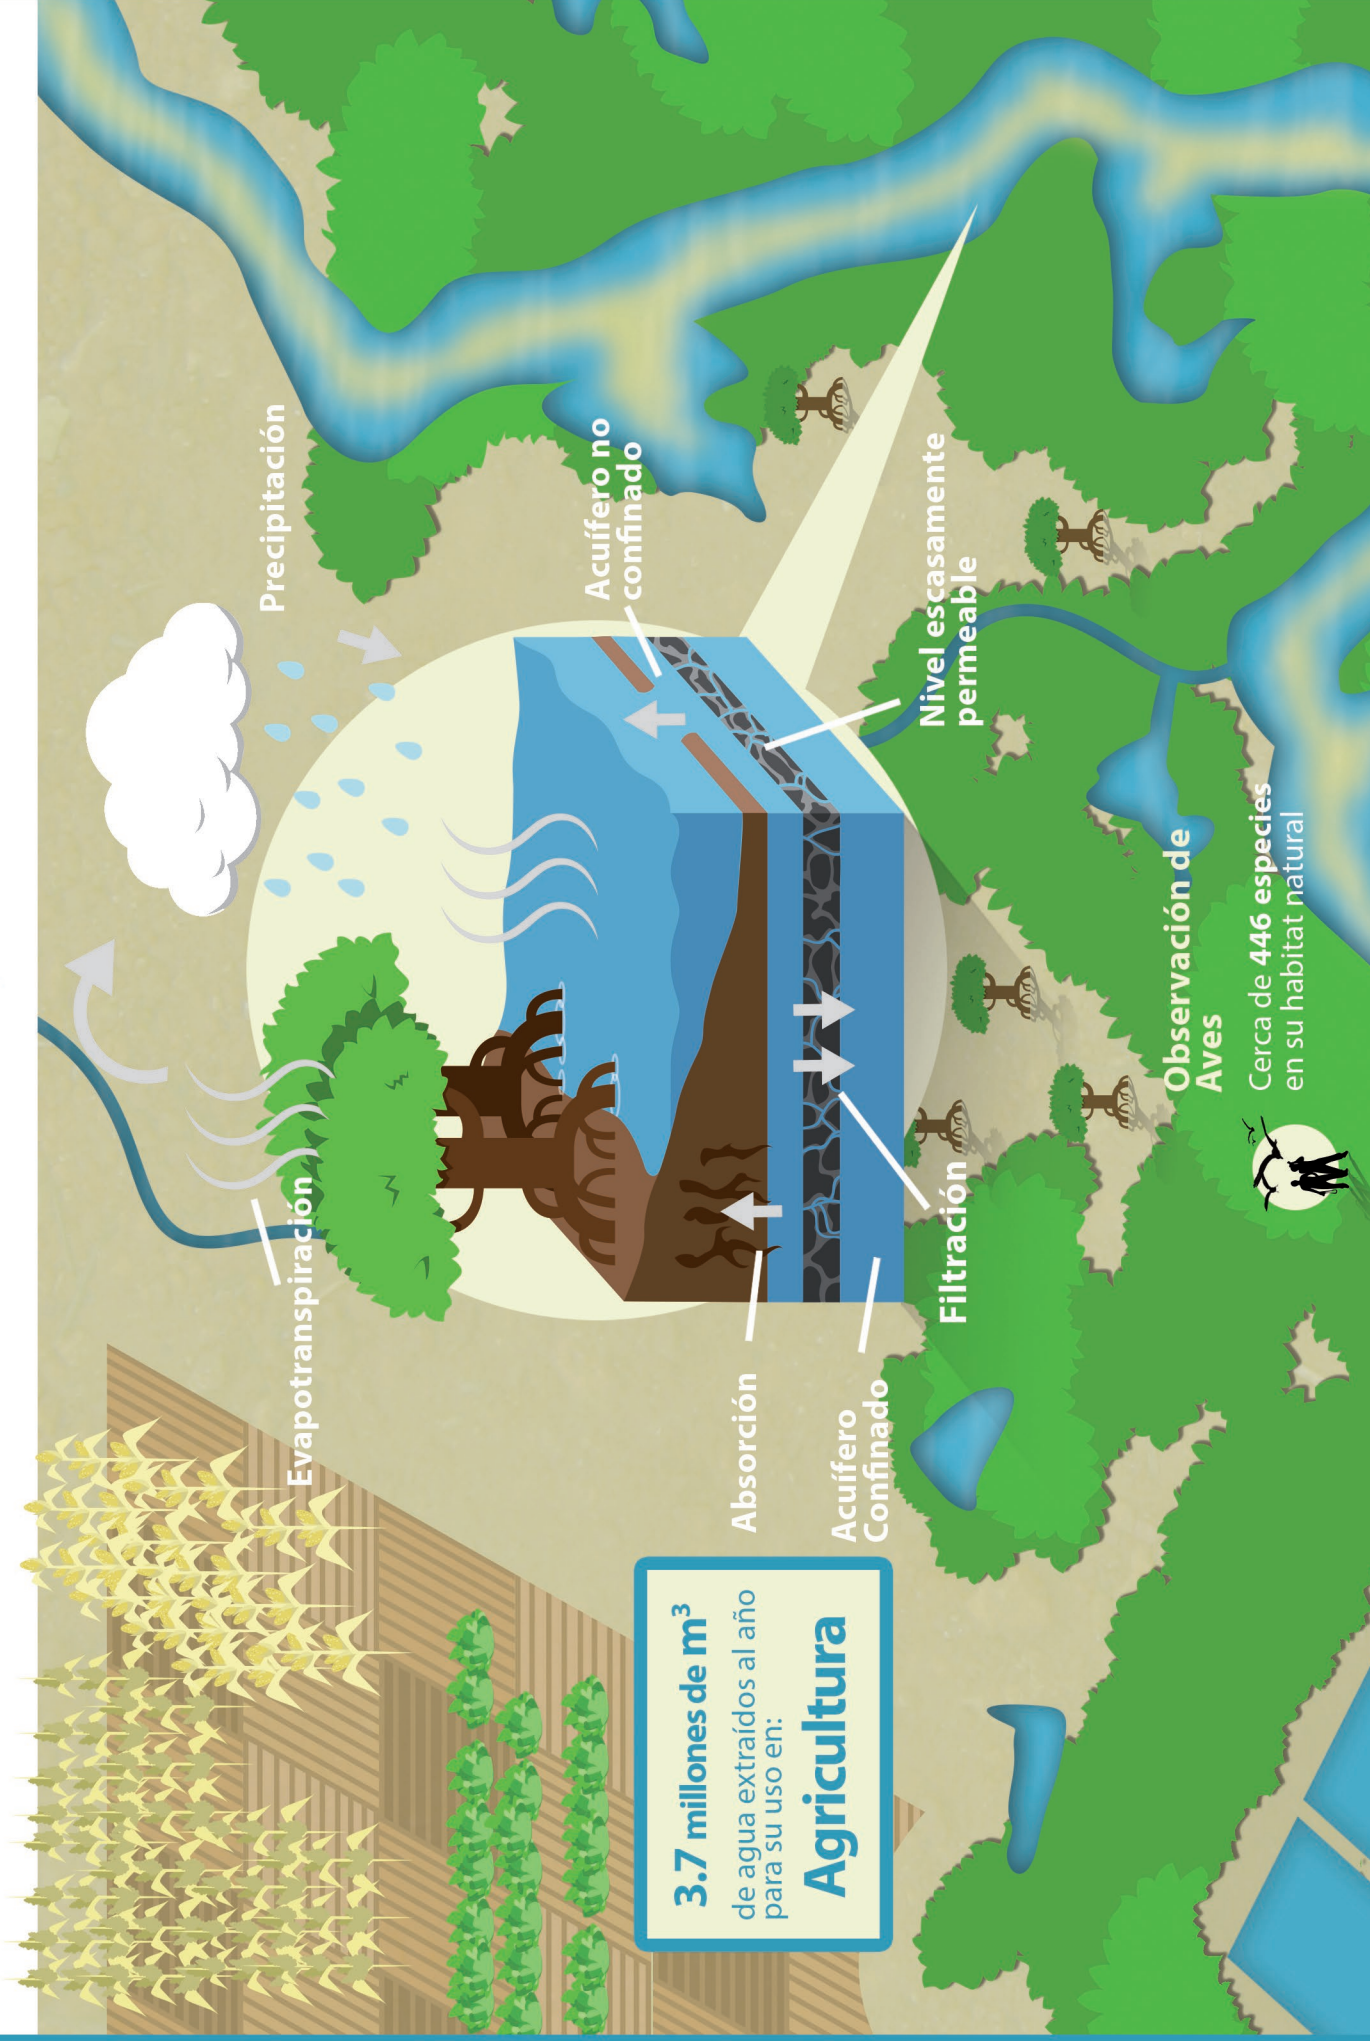 Evapotranspiración
Precipitación
Acuífero no
confinado
Nivel escasamente
permeable
Absorción
Acuífero
Confinado
Filtración
3.7 millones de m³
de agua extraídos al año
para su uso en:
Agricultura
Observación de
Aves
Cerca de 446 especies
en su habitat natural